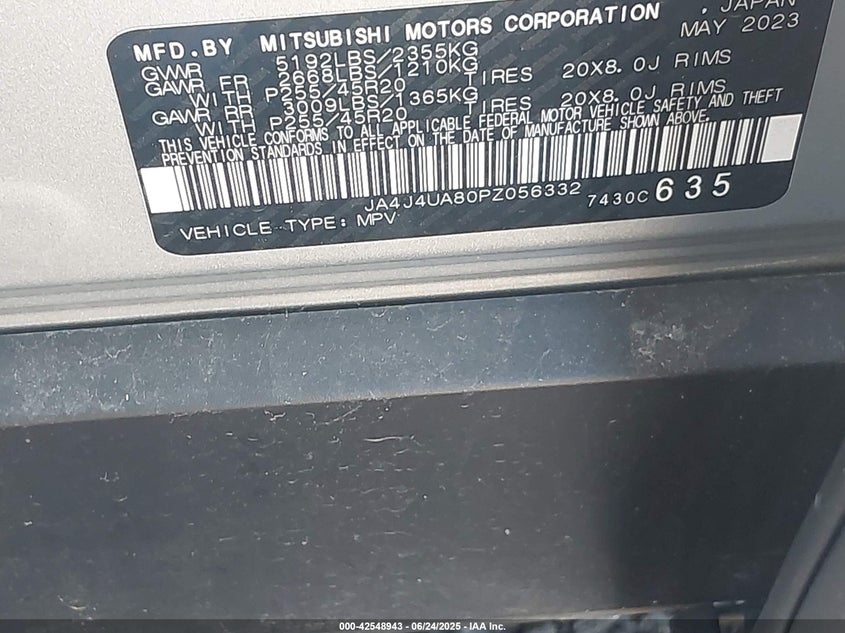 MFD.BY MITSUBISHI MOTORS CORPORATION , JAPAN
MAY 2023
GVWR 5192LBS/2355KG
GAWR FR 2668LBS/1210KG
WITH P255/45R20 TIRES 20X8.0J RIMS
GAWR RR 3009LBS/1365KG
WITH P255/45R20 TIRES 20X8.0J RIMS
THIS VEHICLE CONFORMS TO ALL APPLICABLE FEDERAL MOTOR VEHICLE SAFETY AND THEFT
PREVENTION STANDARDS IN EFFECT ON THE DATE OF MANUFACTURE SHOWN ABOVE.
JA4J4UA80PZ056332 7430C 635
VEHICLE TYPE: MPV
000-42548943 - 06/24/2025 - IAA Inc.